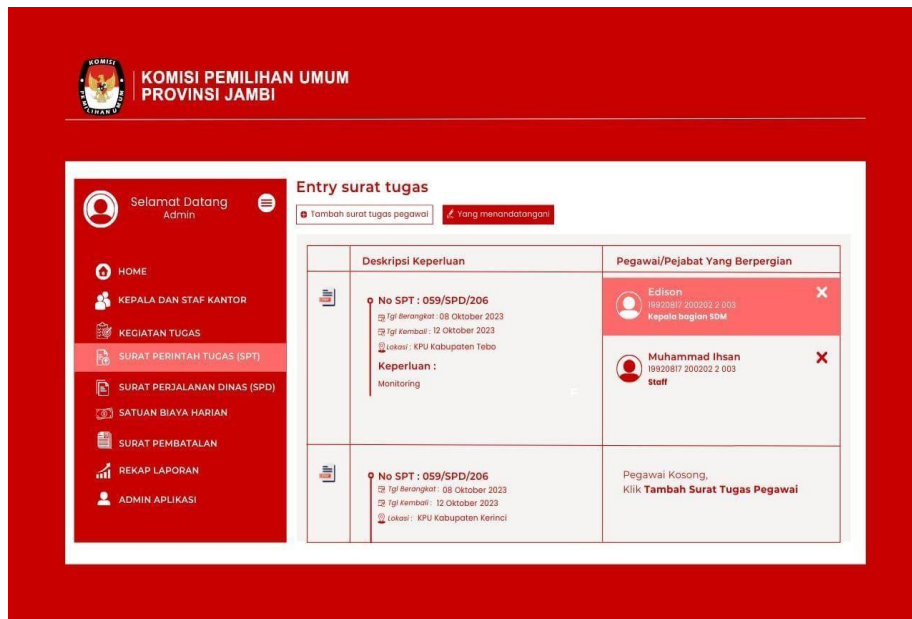 KOMISI
PEMILIHAN UMUM
KOMISI PEMILIHAN UMUM
PROVINSI JAMBI
Selamat Datang
Admin
HOME
KEPALA DAN STAF KANTOR
KEGIATAN TUGAS
SURAT PERINTAH TUGAS (SPT)
SURAT PERJALANAN DINAS (SPD)
SATUAN BIAYA HARIAN
SURAT PEMBATALAN
REKAP LAPORAN
ADMIN APLIKASI
Entry surat tugas
Tambah surat tugas pegawai
Yang menandatangani
Deskripsi Keperluan
Pegawai/Pejabat Yang Berpergian
No SPT : 059/SPD/206
Tgl Berangkat : 08 Oktober 2023
Tgl Kembali : 12 Oktober 2023
Lokasi : KPU Kabupaten Tebo
Keperluan :
Monitoring
Edison
19920817 200202 2 003
Kepala bagian SDM
Muhammad Ihsan
19920817 200202 2 003
Staff
No SPT : 059/SPD/206
Tgl Berangkat : 08 Oktober 2023
Tgl Kembali : 12 Oktober 2023
Lokasi : KPU Kabupaten Kerinci
Pegawai Kosong,
Klik Tambah Surat Tugas Pegawai